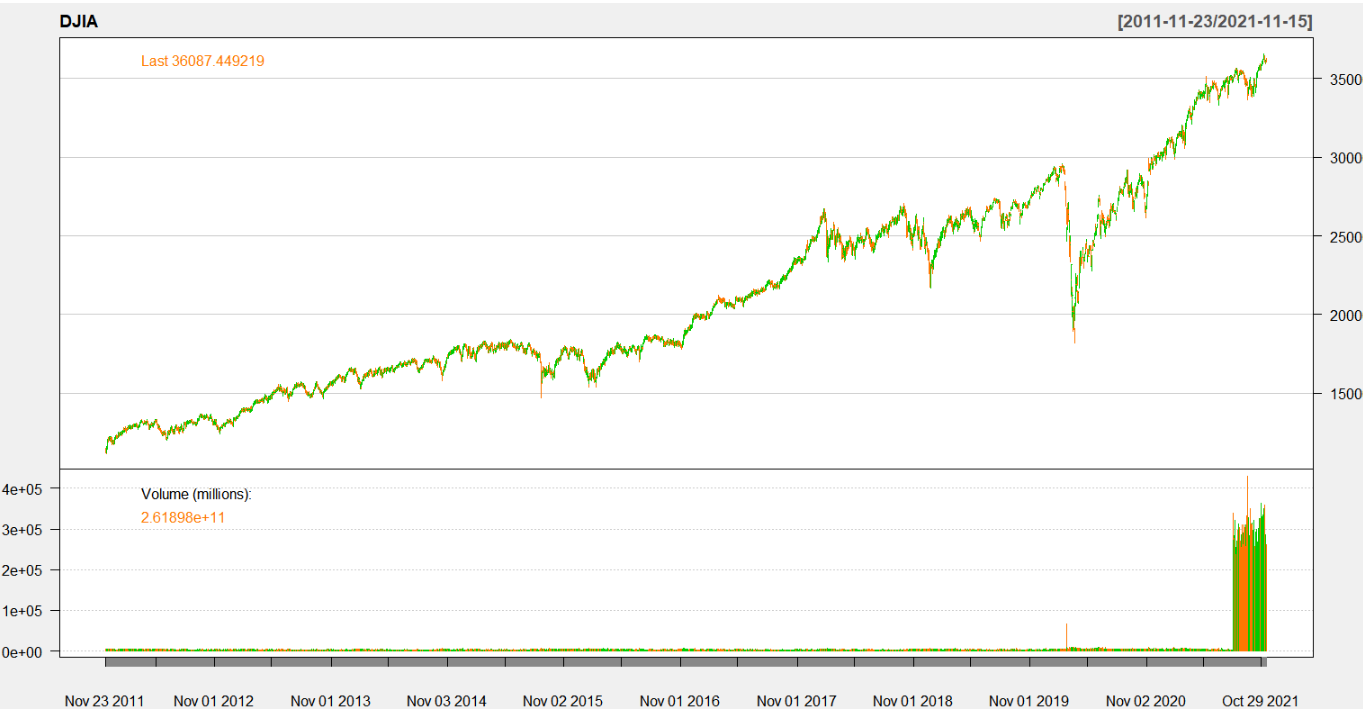 DJIA [2011-11-23/2021-11-15]
Last 36087.449219
3500
3000
2500
2000
1500
Volume (millions):
2.61898e+11
4e+05
3e+05
2e+05
1e+05
0e+00
Nov 23 2011 Nov 01 2012 Nov 01 2013 Nov 03 2014 Nov 02 2015 Nov 01 2016 Nov 01 2017 Nov 01 2018 Nov 01 2019 Nov 02 2020 Oct 29 2021